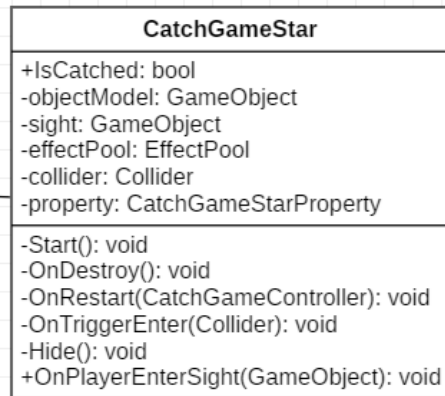 CatchGameStar
+IsCatched: bool
-objectModel: GameObject
-sight: GameObject
-effectPool: EffectPool
-collider: Collider
-property: CatchGameStarProperty
-Start(): void
-OnDestroy(): void
-OnRestart(CatchGameController): void
-OnTriggerEnter(Collider): void
-Hide(): void
+OnPlayerEnterSight(GameObject): void